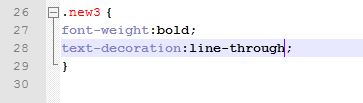 26 .new3 {
27 font-weight:bold;
28 text-decoration:line-through;
29 }
30